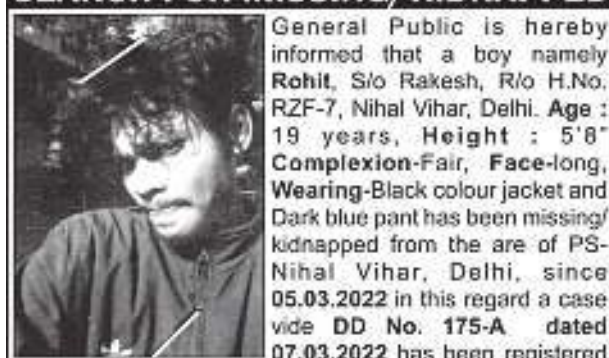 General Public is hereby
informed that a boy namely
Rohit, S/o Rakesh, R/o H.No.
RZF-7, Nihal Vihar, Delhi. Age :
19 years, Height : 5'8"
Complexion-Fair, Face-long,
Wearing-Black colour jacket and
Dark blue pant has been missing/
kidnapped from the are of PS-
Nihal Vihar, Delhi, since
05.03.2022 in this regard a case
vide DD No. 175-A dated
07.03.2022 has been registered